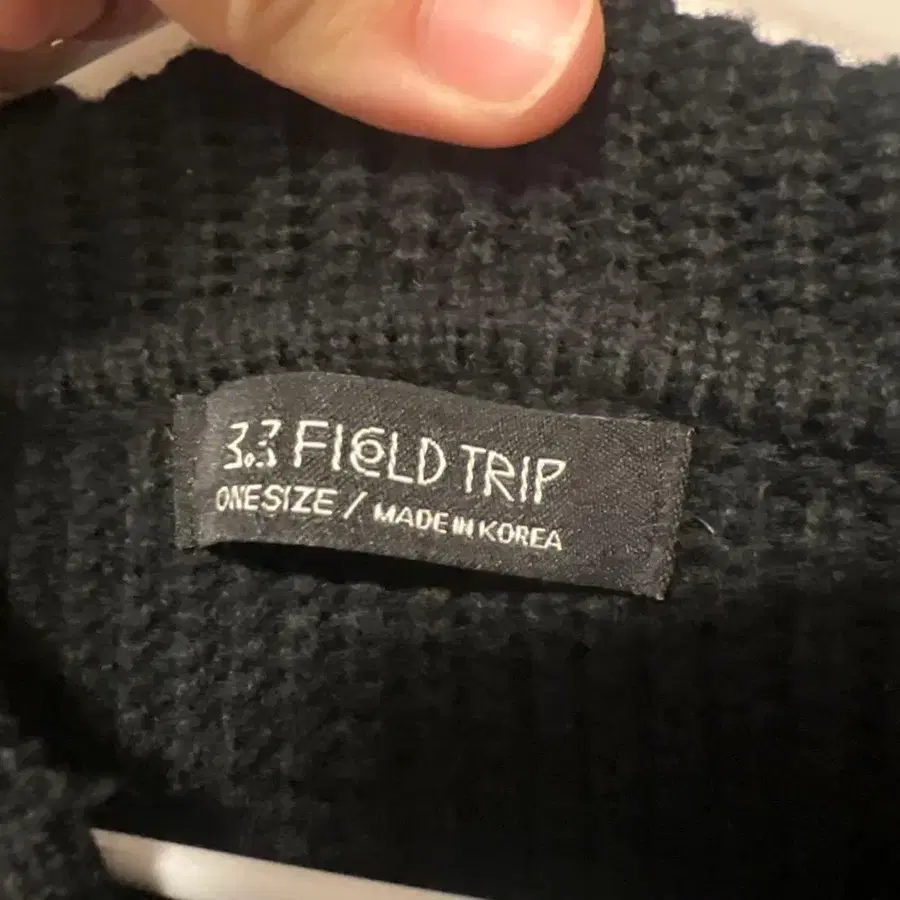 3.3 FIELD TRIP
ONESIZE / MADE IN KOREA